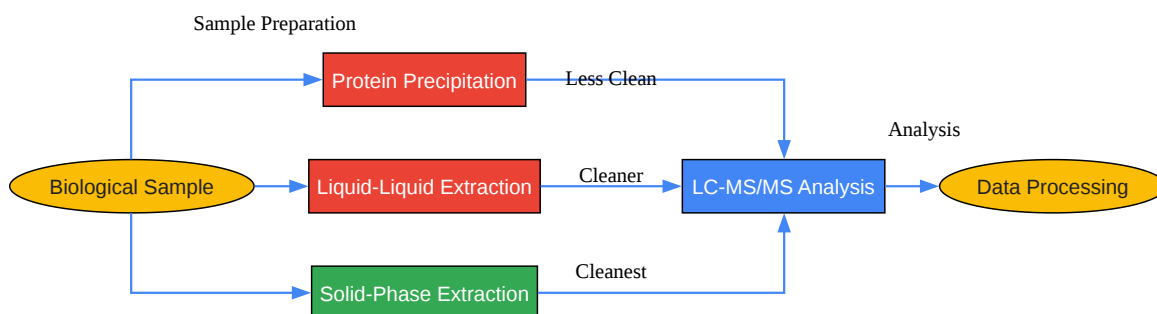 Sample Preparation
Protein Precipitation
Less Clean
Analysis
Biological Sample
Liquid-Liquid Extraction
Cleaner
LC-MS/MS Analysis
Data Processing
Solid-Phase Extraction
Cleanest